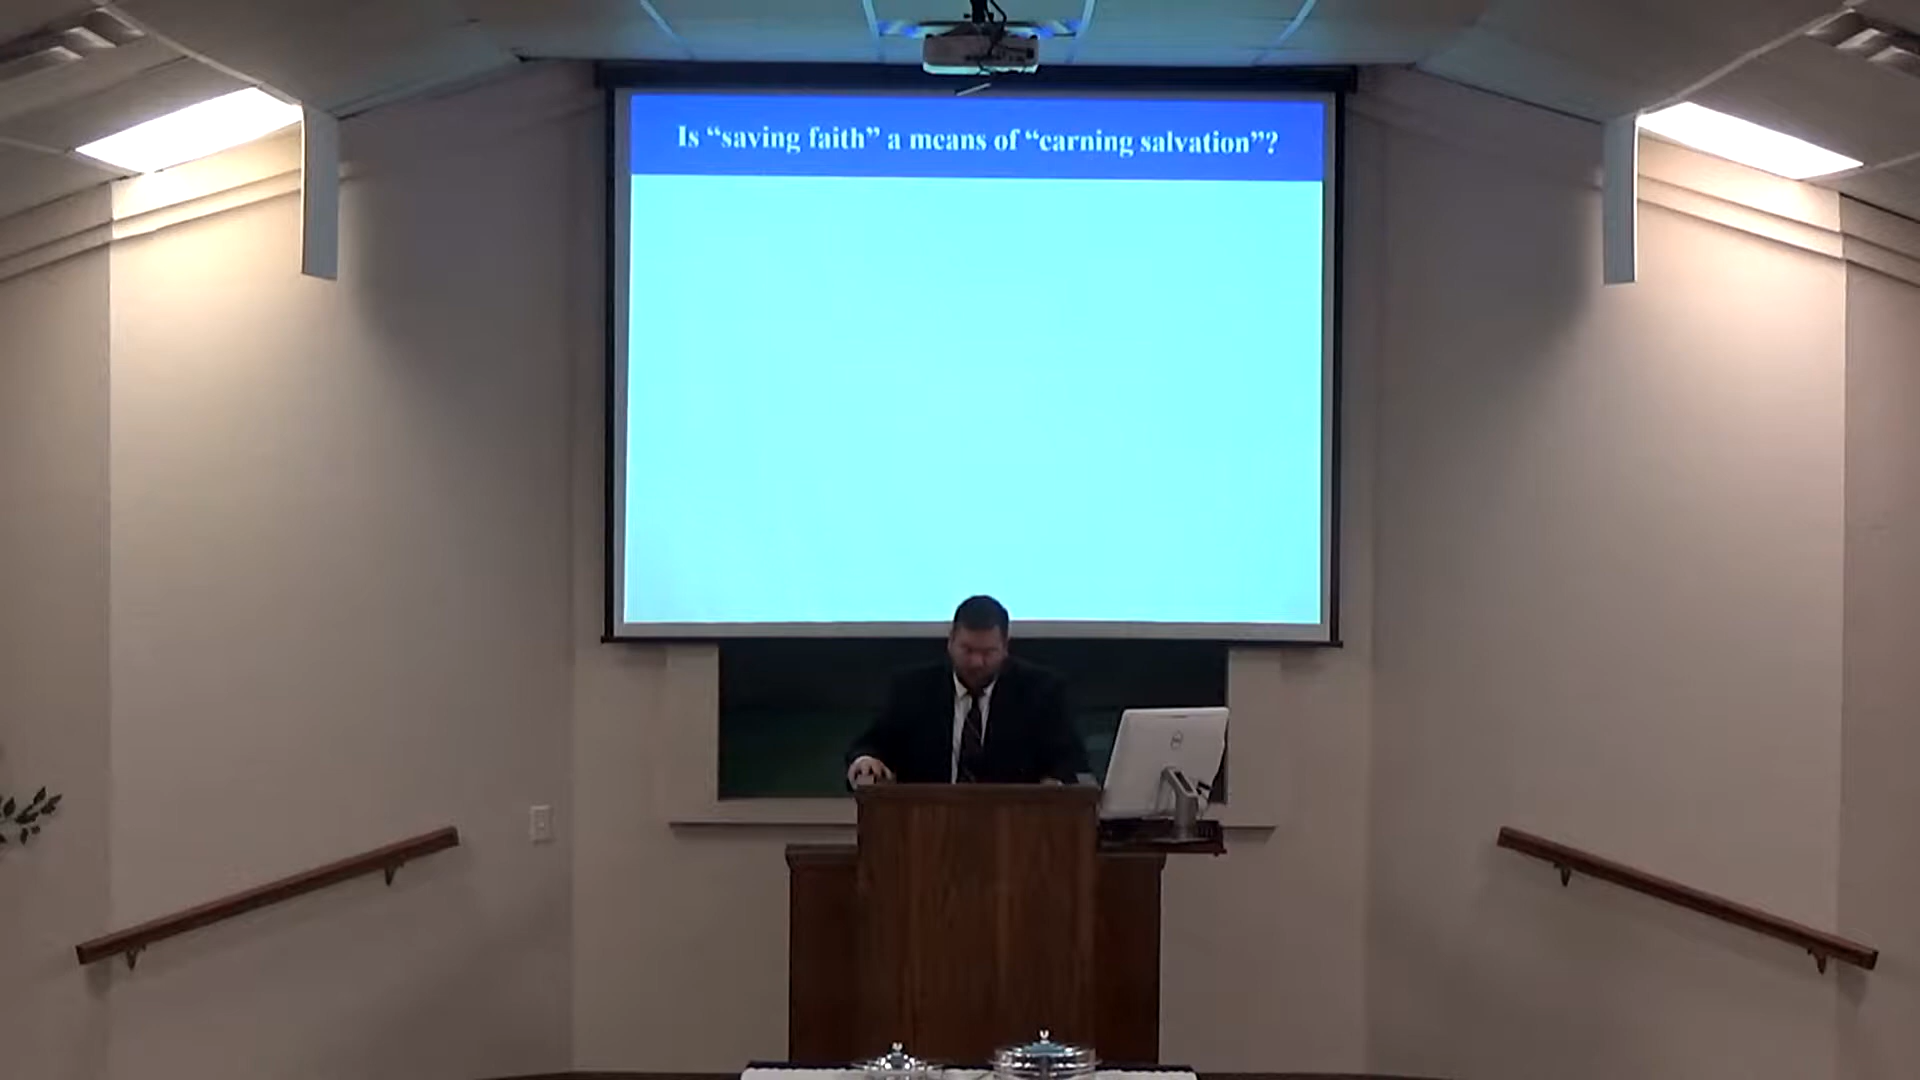 Is “saving faith” a means of “earning salvation”?